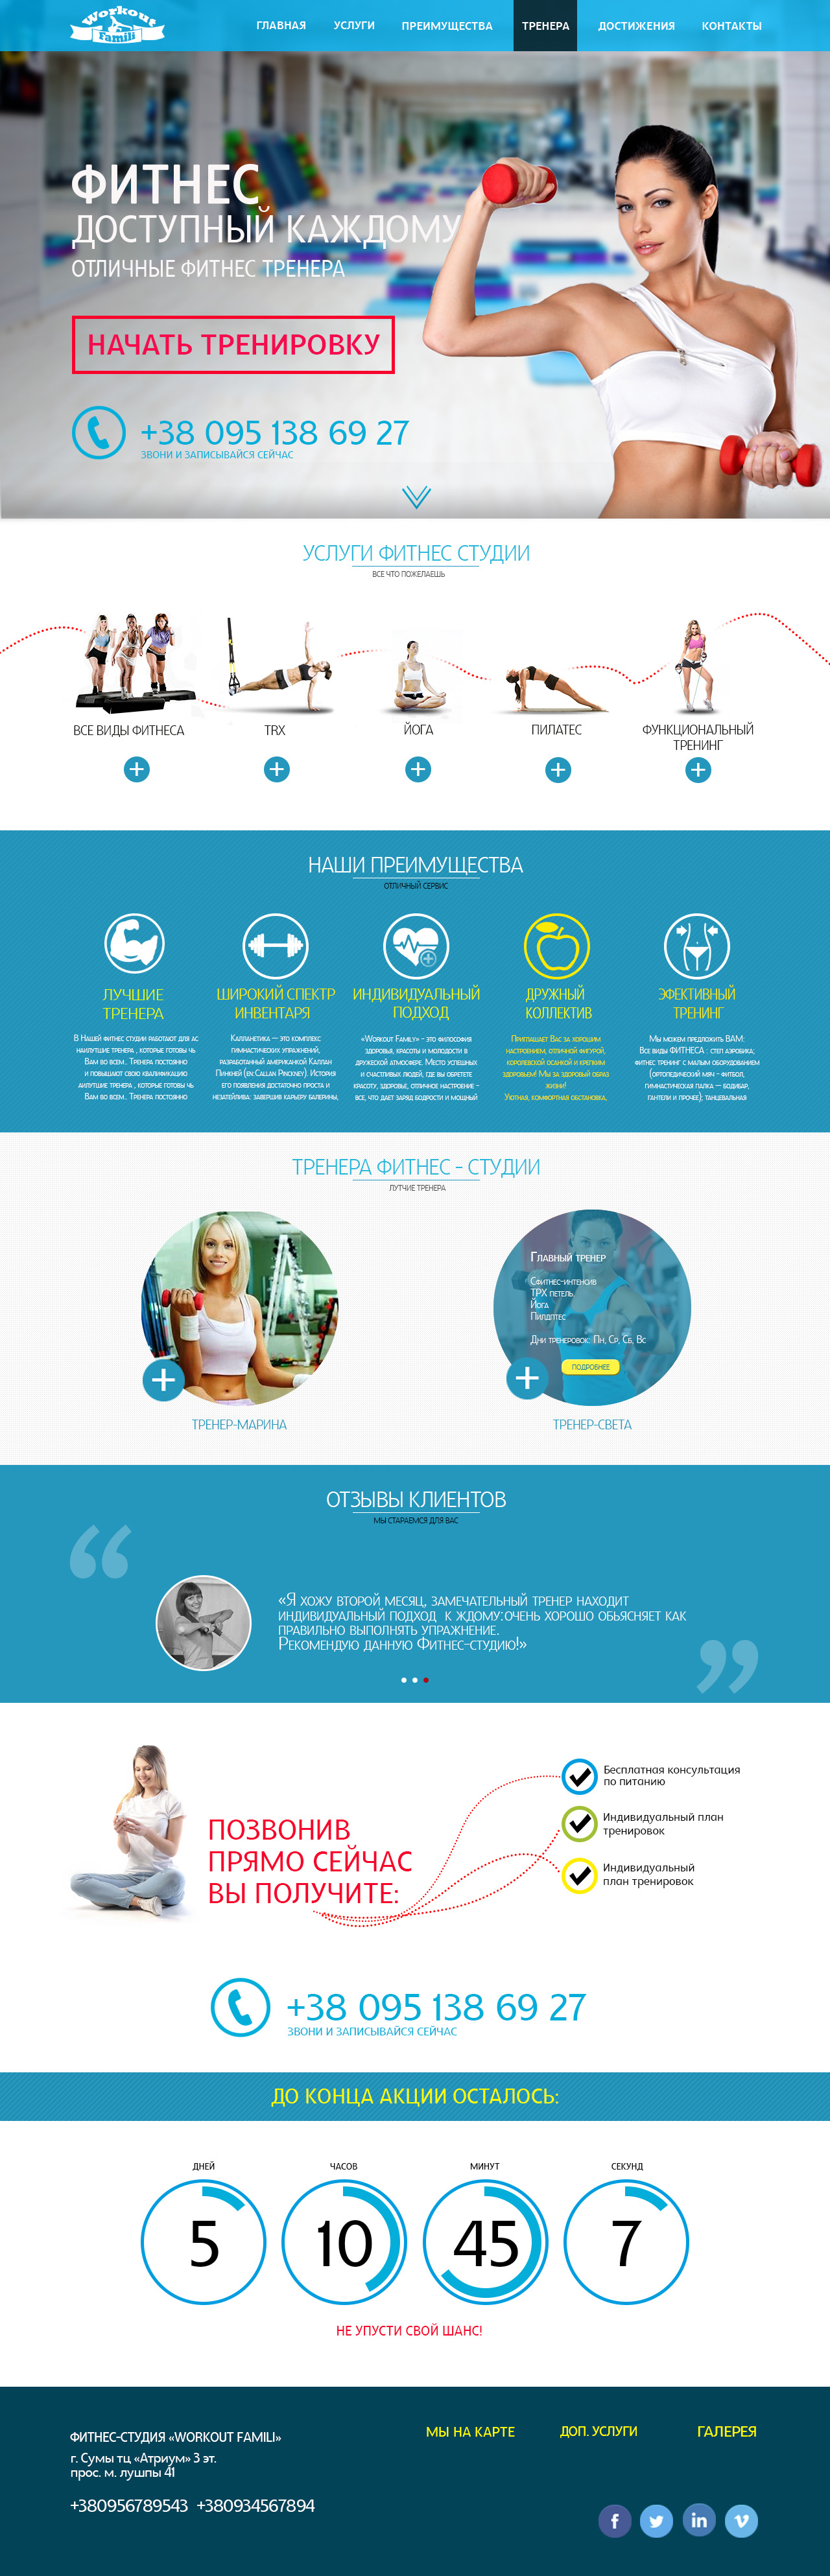 Workout
Famili
ГЛАВНАЯ
УСЛУГИ
ПРЕИМУЩЕСТВА
ТРЕНЕРА
ДОСТИЖЕНИЯ
КОНТАКТЫ
ФИТНЕС
ДОСТУПНЫЙ КАЖДОМУ
ОТЛИЧНЫЕ ФИТНЕС ТРЕНЕРА
НАЧАТЬ ТРЕНИРОВКУ
+38 095 138 69 27
ЗВОНИ И ЗАПИСЫВАЙСЯ СЕЙЧАС
УСЛУГИ ФИТНЕС СТУДИИ
ВСЕ ЧТО ПОЖЕЛАЕШЬ
ВСЕ ВИДЫ ФИТНЕСА
TRX
ЙОГА
ПИЛАТЕС
ФУНКЦИОНАЛЬНЫЙ
ТРЕНИНГ
НАШИ ПРЕИМУЩЕСТВА
ОТЛИЧНЫЙ СЕРВИС
ЛУЧШИЕ
ТРЕНЕРА
В Нашей фитнес студии работают для ас
наилутшие тренера , которые готовы чь
Вам во всем.. Тренера постоянно
и повышают свою квалификацию
аилутшие тренера , которые готовы чь
Вам во всем.. Тренера постоянно
ШИРОКИЙ СПЕКТР
ИНВЕНТАРЯ
Калланетика — это комплекс
гимнастических упражнений,
разработанный американкой Каллан
Пинкней (en:Callan Pinckney). История
его появления достаточно проста и
незатейлива: завершив карьеру балерины,
ИНДИВИДУАЛЬНЫЙ
ПОДХОД
«Workout Family» - это философия
здоровья, красоты и молодости в
дружеской атмосфере. Место успешных
и счастливых людей, где вы обретете
красоту, здоровье, отличное настроение -
все, что дает заряд бодрости и мощный
ДРУЖНЫЙ
КОЛЛЕКТИВ
Приглашает Вас за хорошим
настроением, отличной фигурой,
королевской осанкой и крепким
здоровьем! Мы за здоровый образ
жизни!
Уютная, комфортная обстановка,
ЭФЕКТИВНЫЙ
ТРЕНИНГ
Мы можем предложить ВАМ:
Все виды ФИТНЕСА : степ аэровика;
фитнес тренинг с малым оборудованием
(ортопедический мяч - фитбол,
гимнастическая палка — бодибар,
гантели и прочее); танцевальная
ТРЕНЕРА ФИТНЕС - СТУДИИ
ЛУТЧИЕ ТРЕНЕРА
ТРЕНЕР-МАРИНА
Главный тренер
Сфитнес-интенсив
ТРХ петель.
Йога
Дни тренеровок: Пн, Ср, Сб, Вс
ПОДРОБНЕЕ
ТРЕНЕР-СВЕТА
ОТЗЫВЫ КЛИЕНТОВ
МЫ СТАРАЕМСЯ ДЛЯ ВАС
«Я хожу второй месяц, замечательный тренер находит
индивидуальный подход к ждому:очень хорошо обьясняет как
правильно выполнять упражнение.
Рекомендую данную Фитнес-студию!»
ПОЗВОНИВ
ПРЯМО СЕЙЧАС
ВЫ ПОЛУЧИТЕ:
Бесплатная консультация
по питанию
Индивидуальный план
тренировок
Индивидуальный
план тренировок
+38 095 138 69 27
ЗВОНИ И ЗАПИСЫВАЙСЯ СЕЙЧАС
ДО КОНЦА АКЦИИ ОСТАЛОСЬ:
ДНЕЙ
ЧАСОВ
МИНУТ
СЕКУНД
5
10
45
7
НЕ УПУСТИ СВОЙ ШАНС!
ФИТНЕС-СТУДИЯ «WORKOUT FAMILI»
г. Сумы тц «Атриум» 3 эт.
прос. м. лушпы 41
+380956789543 +380934567894
МЫ НА КАРТЕ
ДОП. УСЛУГИ
ГАЛЕРЕЯ